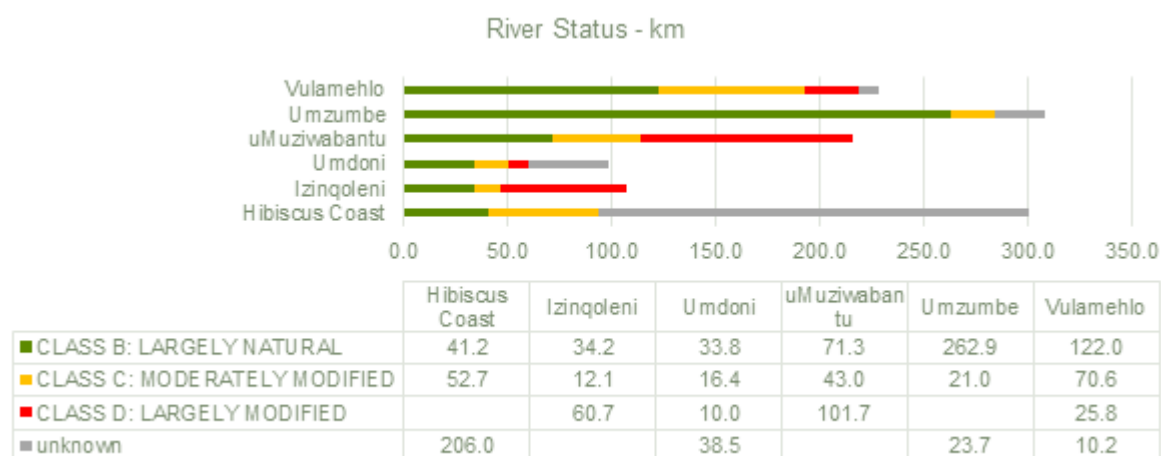 River Status - km
Vulamehlo
Umzumbe
uMuziwabantu
Umdoni
Izinqoleni
Hibiscus Coast
0.0 50.0 100.0 150.0 200.0 250.0 300.0 350.0
Hibiscus Coast Izinqoleni Umdoni uMuziwabantu Umzumbe Vulamehlo
CLASS B: LARGELY NATURAL 41.2 34.2 33.8 71.3 262.9 122.0
CLASS C: MODERATELY MODIFIED 52.7 12.1 16.4 43.0 21.0 70.6
CLASS D: LARGELY MODIFIED 60.7 10.0 101.7 25.8
unknown 206.0 38.5 23.7 10.2